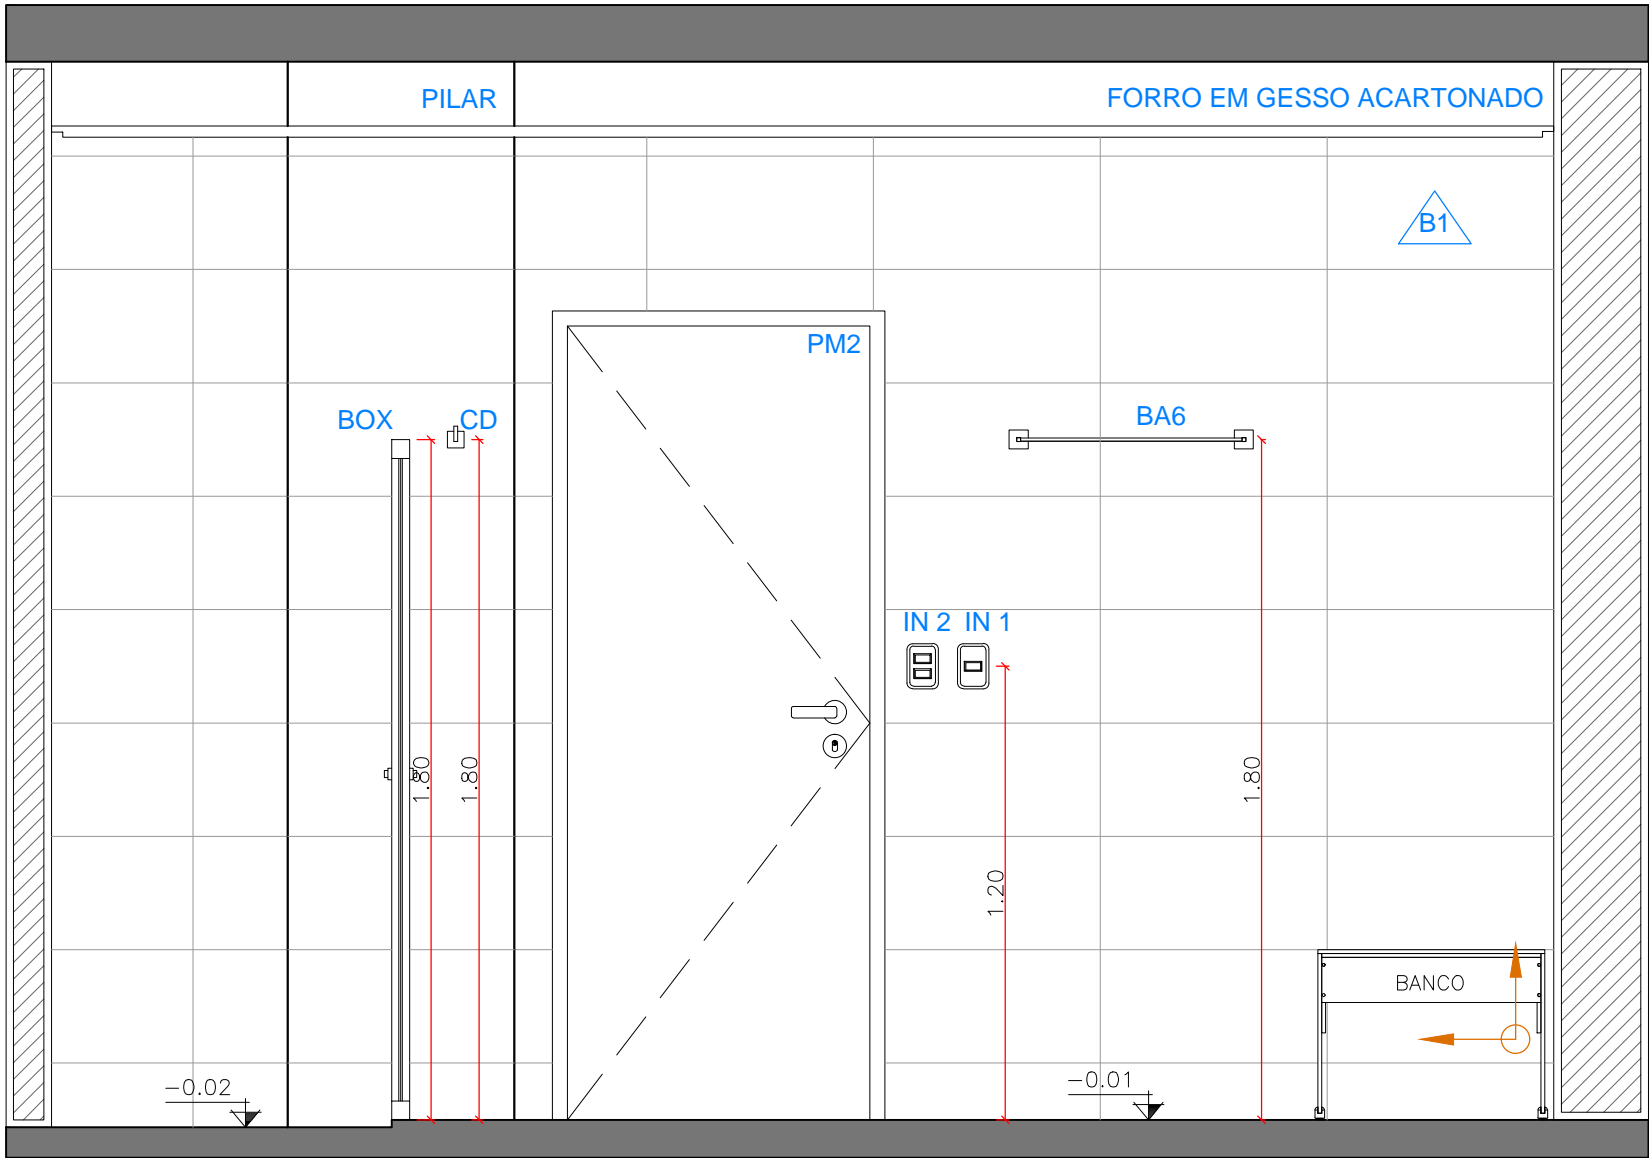 PILAR
FORRO EM GESSO ACARTONADO
B1
PM2
BOX
CD
BA6
IN 2
IN 1
1.80
1.80
1.80
1.20
BANCO
-0.02
-0.01